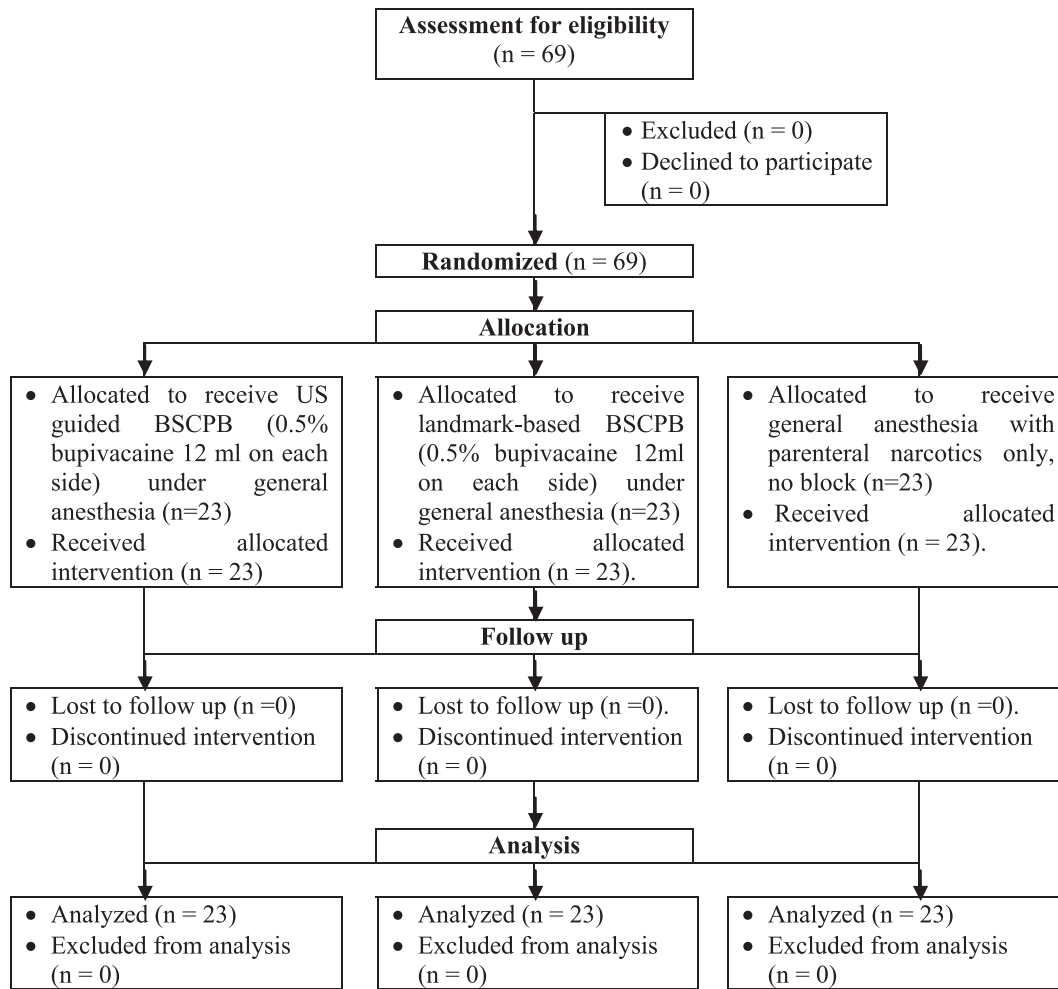 Assessment for eligibility
(n = 69)
• Excluded (n = 0)
• Declined to participate
(n = 0)
Randomized (n = 69)
Allocation
• Allocated to receive US
guided BSCPB (0.5%
bupivacaine 12 ml on each
side) under general
anesthesia (n=23)
• Received allocated
intervention (n = 23)
• Allocated to receive
landmark-based BSCPB
(0.5% bupivacaine 12ml
on each side) under
general anesthesia (n=23)
• Received allocated
intervention (n = 23).
• Allocated to receive
general anesthesia with
parenteral narcotics only,
no block (n=23)
• Received allocated
intervention (n = 23).
Follow up
• Lost to follow up (n =0)
• Discontinued intervention
(n = 0)
• Lost to follow up (n =0).
• Discontinued intervention
(n = 0)
• Lost to follow up (n =0).
• Discontinued intervention
(n = 0)
Analysis
• Analyzed (n = 23)
• Excluded from analysis
(n = 0)
• Analyzed (n = 23)
• Excluded from analysis
(n = 0)
• Analyzed (n = 23)
• Excluded from analysis
(n = 0)